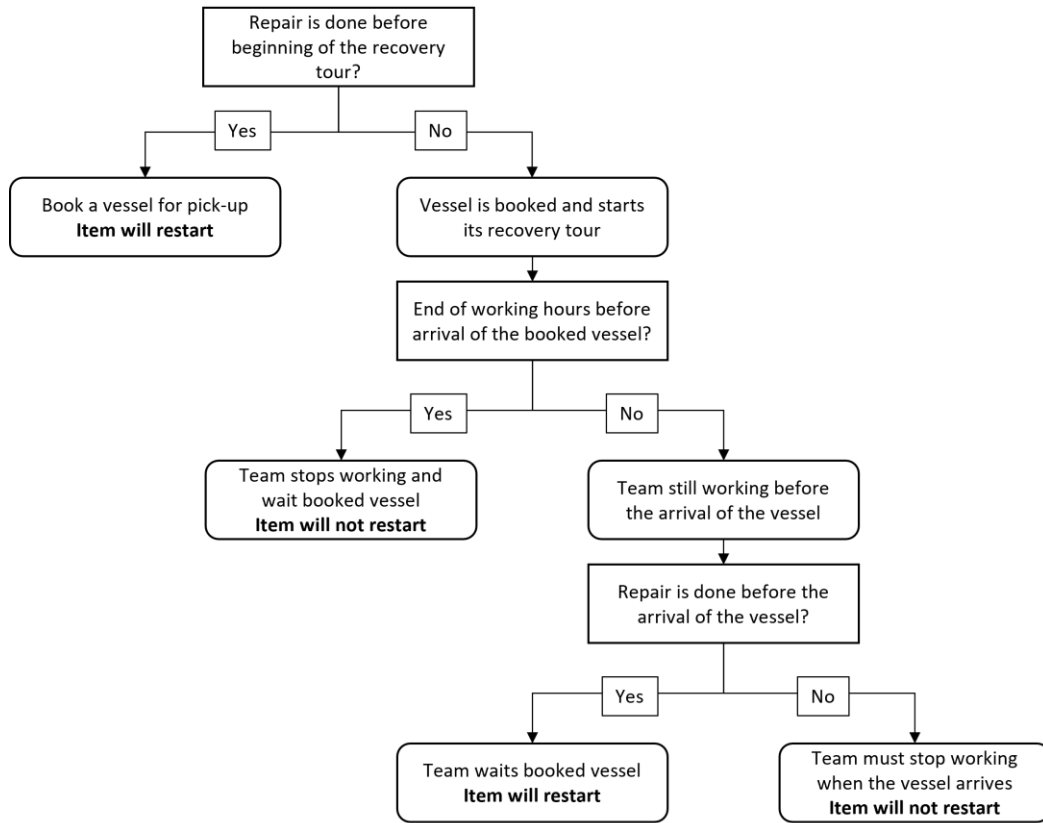 Repair is done before
beginning of the recovery
tour?
Yes
No
Book a vessel for pick-up
Item will restart
Vessel is booked and starts
its recovery tour
End of working hours before
arrival of the booked vessel?
Yes
No
Team stops working and
wait booked vessel
Item will not restart
Team still working before
the arrival of the vessel
Repair is done before the
arrival of the vessel?
Yes
No
Team waits booked vessel
Item will restart
Team must stop working
when the vessel arrives
Item will not restart